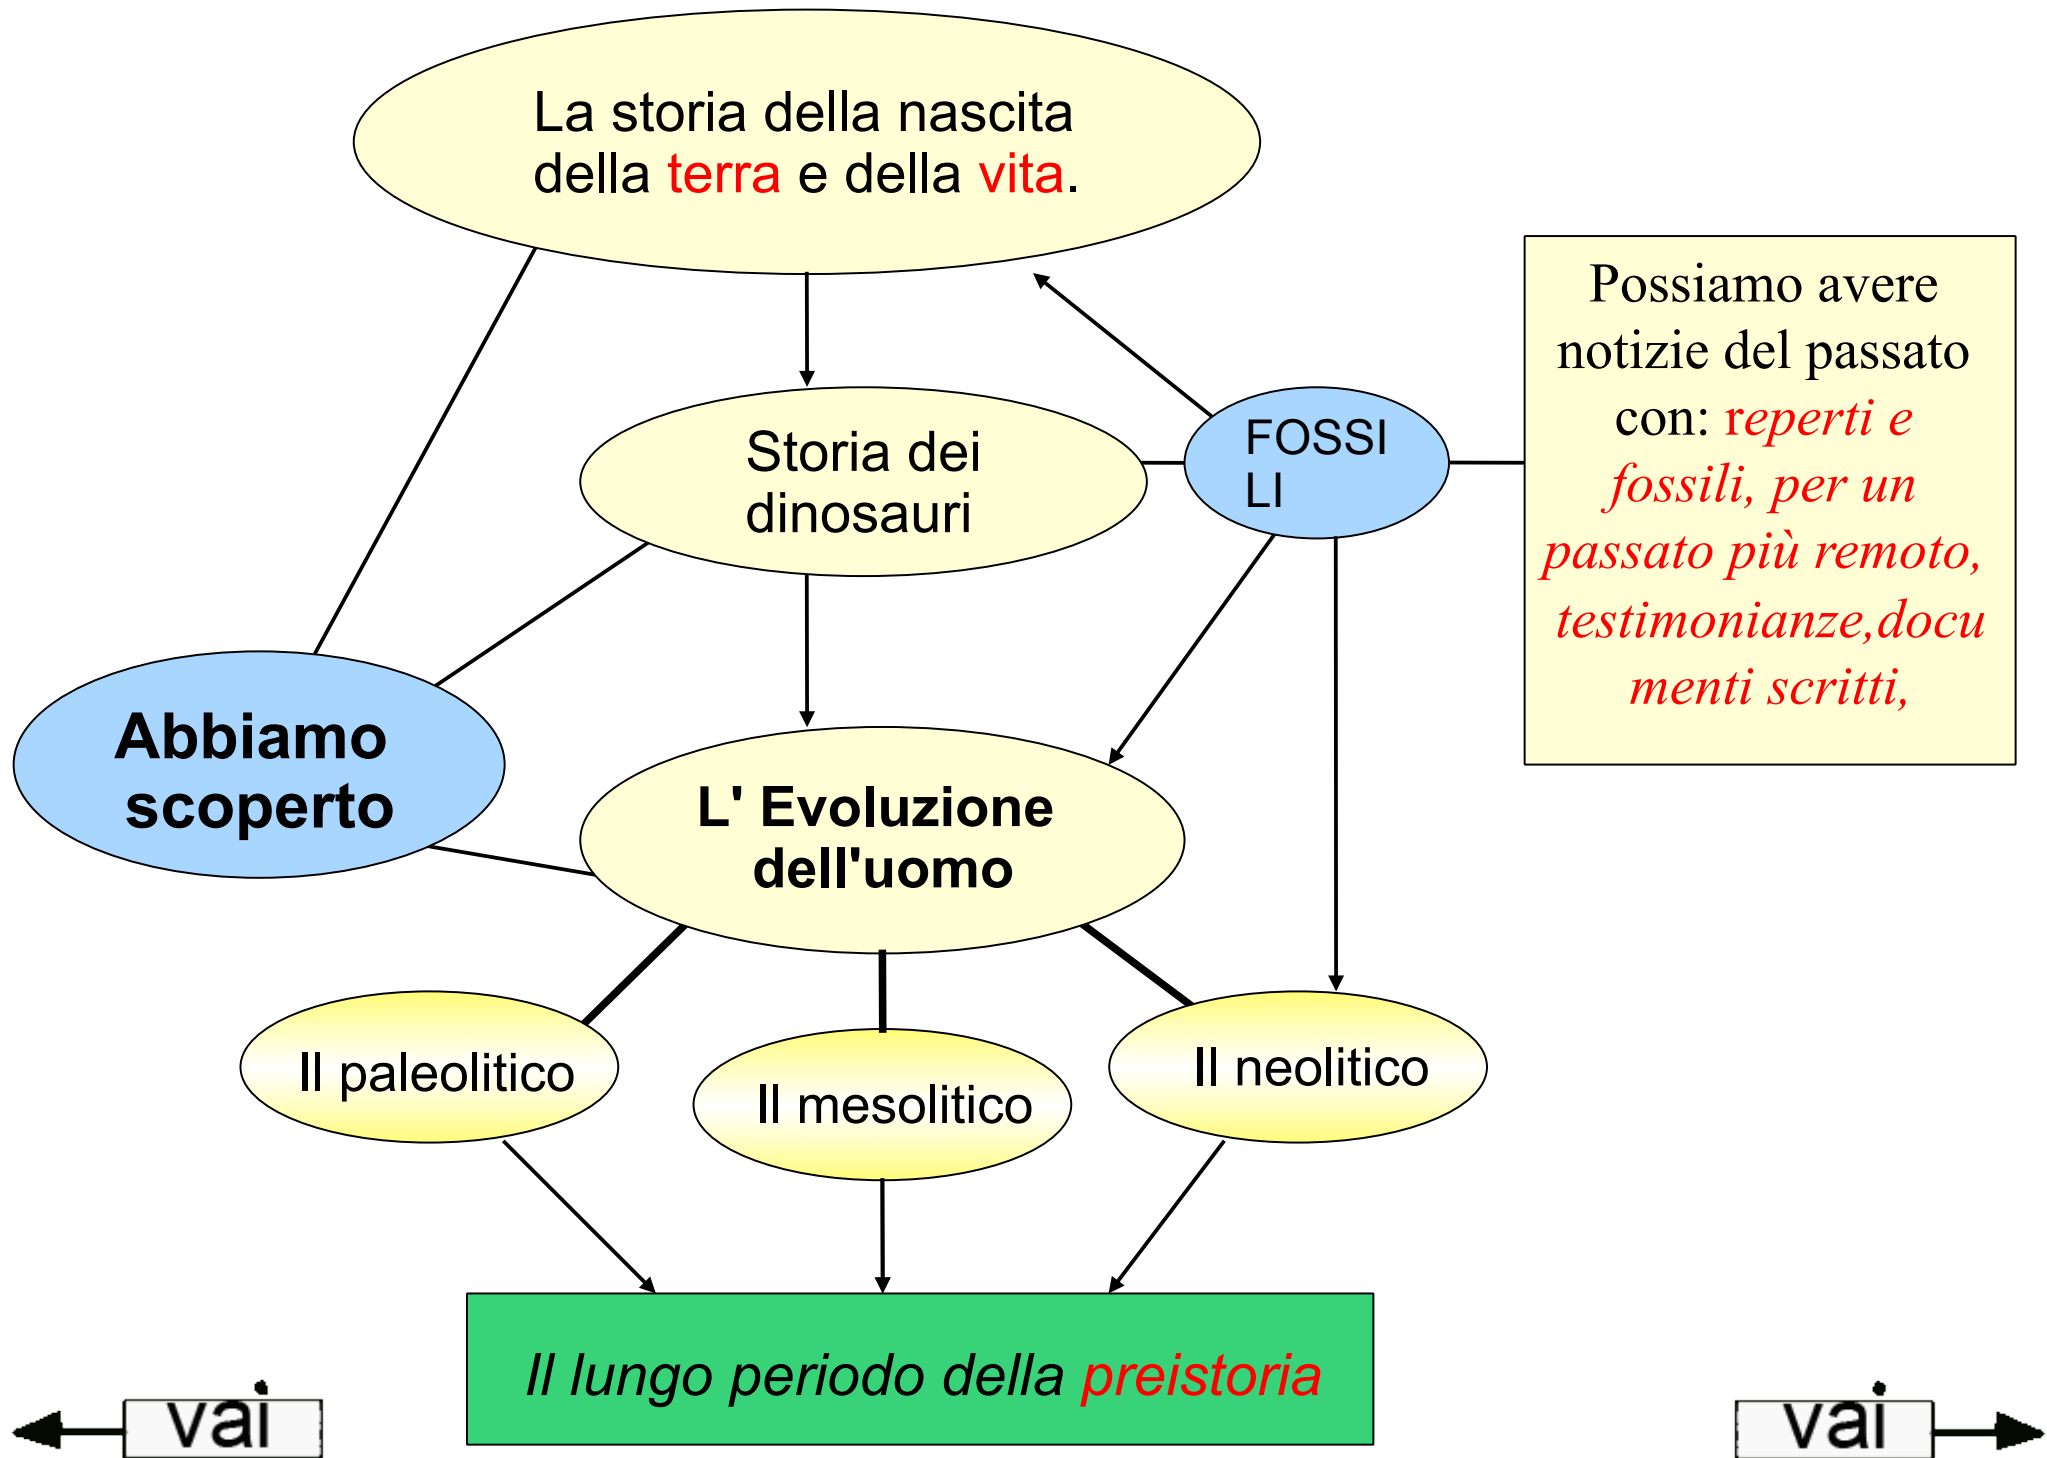 La storia della nascita
della terra e della vita.
Possiamo avere
notizie del passato
con: reperti e
fossili, per un
passato più remoto,
testimonianze,docu
menti scritti,
FOSSI
LI
Storia dei
dinosauri
Abbiamo
scoperto
L' Evoluzione
dell'uomo
Il paleolitico
Il mesolitico
Il neolitico
Il lungo periodo della preistoria
vai
vai